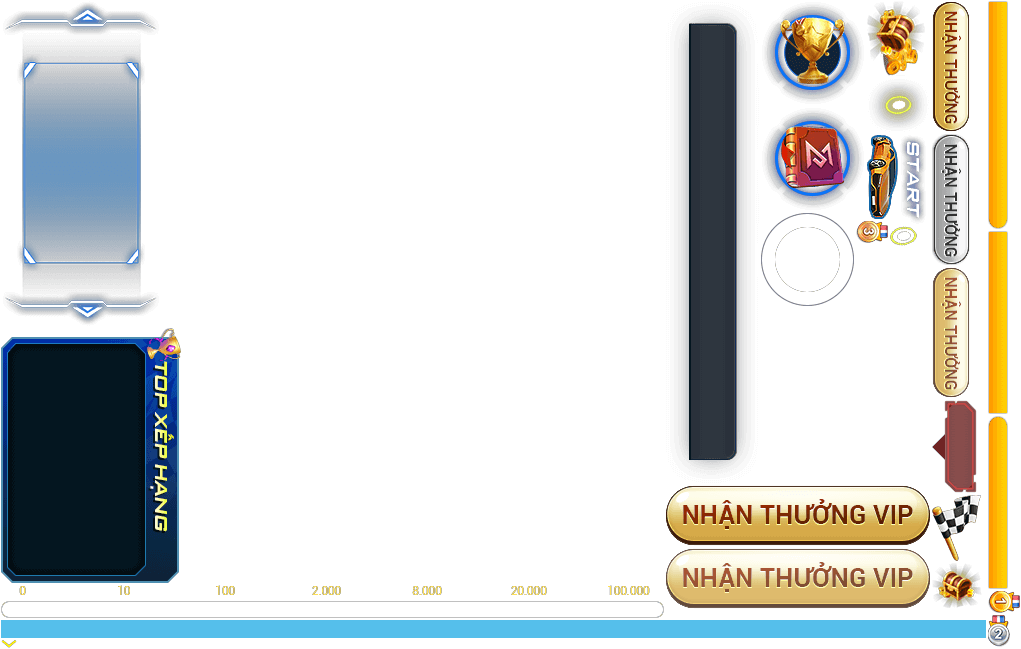 NHẬN THƯỞNG
START
NHẬN THƯỞNG
3
NHẬN THƯỞNG
TOP XẾP HẠNG
NHẬN THƯỞNG VIP
NHẬN THƯỞNG VIP
0 10 100 2.000 8.000 20.000 100.000
1
2